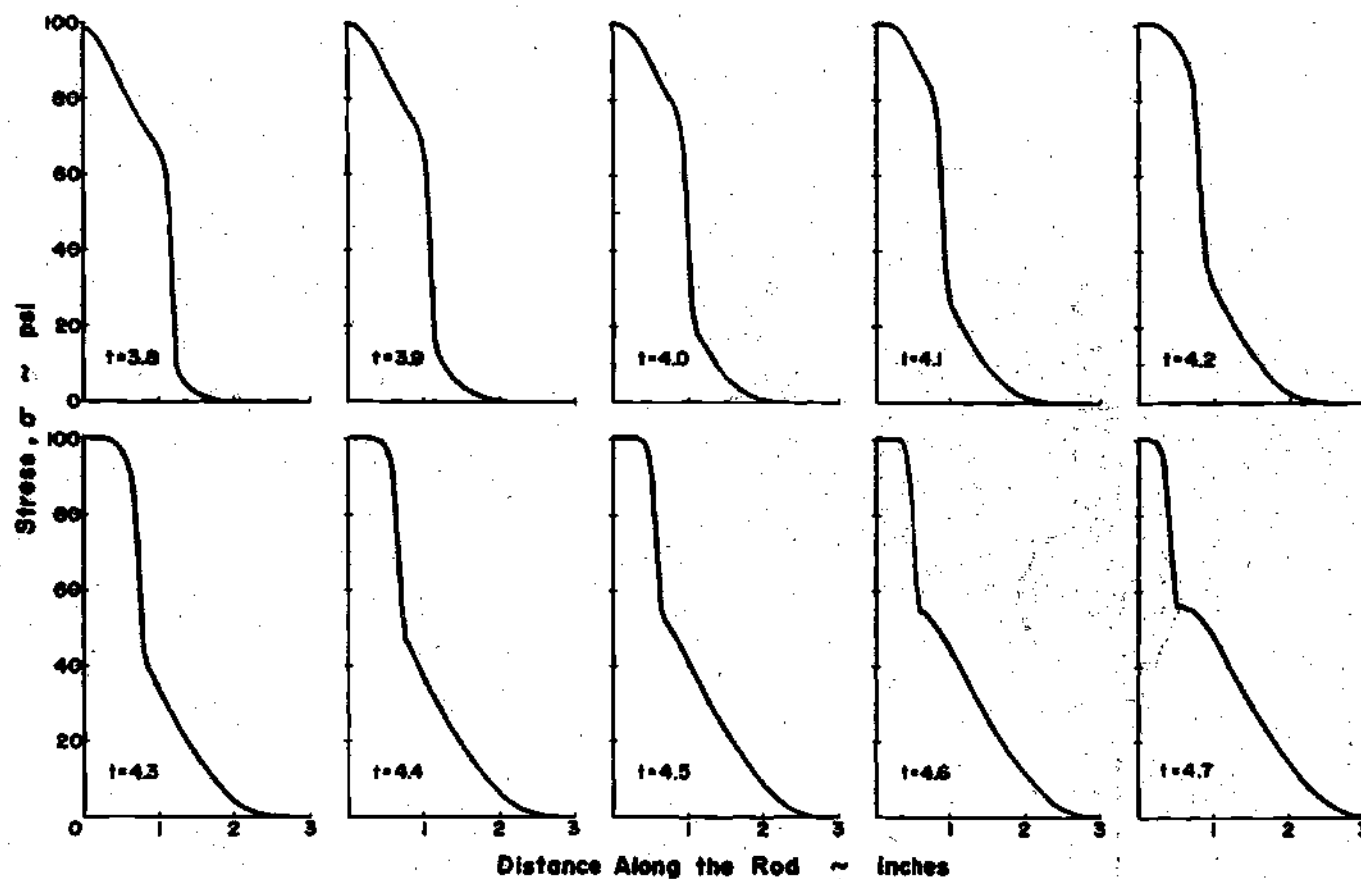 100
80
60
40
20
0
t=3.8
t=3.9
t=4.0
t=4.1
t=4.2
Stress, σ ~ psi
100
80
60
40
20
0
t=4.3
t=4.4
t=4.5
t=4.6
t=4.7
1 2 3
1 2 3
1 2 3
1 2 3
1 2 3
Distance Along the Rod ~ inches